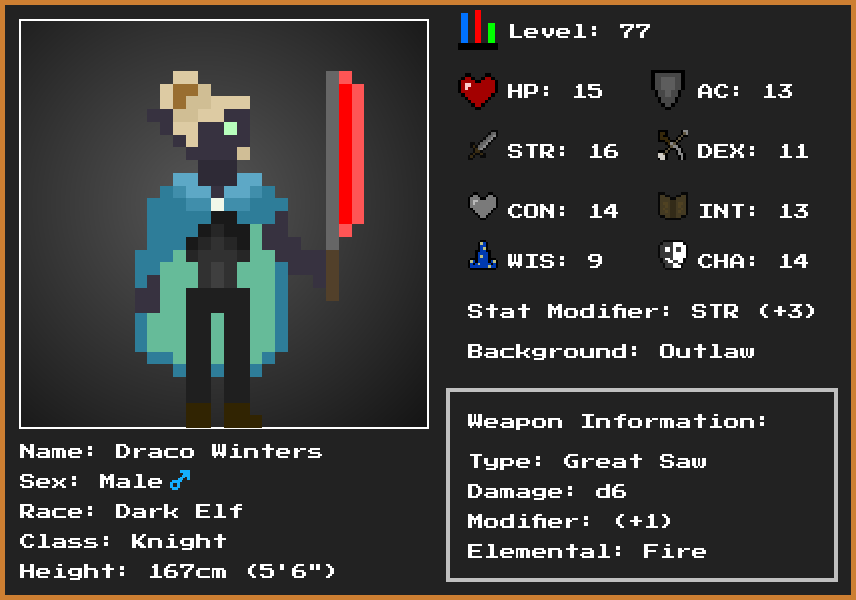 Level: 77
HP: 15
AC: 13
STR: 16
DEX: 11
CON: 14
INT: 13
WIS: 9
CHA: 14
Stat Modifier: STR (+3)
Background: Outlaw
Weapon Information:
Type: Great Saw
Damage: d6
Modifier: (+1)
Elemental: Fire
Name: Draco Winters
Sex: Male♂
Race: Dark Elf
Class: Knight
Height: 167cm (5'6")